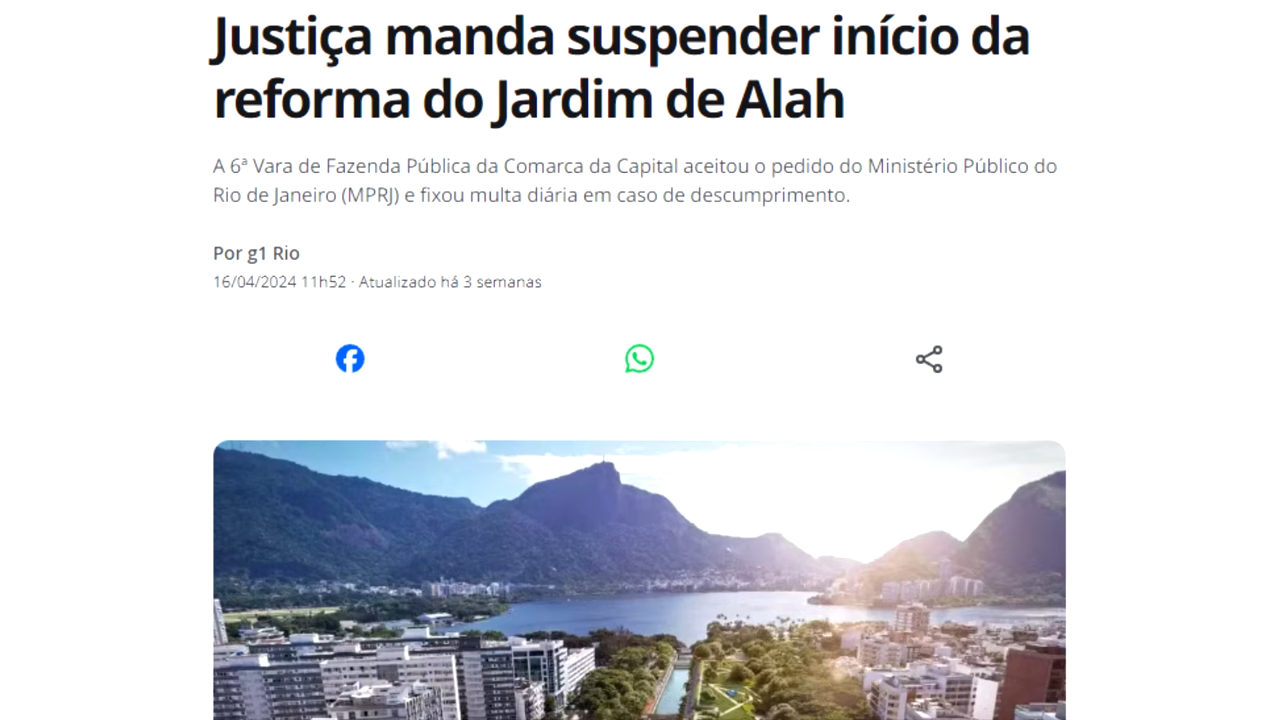 Justiça manda suspender início da
reforma do Jardim de Alah
A 6ª Vara de Fazenda Pública da Comarca da Capital aceitou o pedido do Ministério Público do
Rio de Janeiro (MPRJ) e fixou multa diária em caso de descumprimento.
Por g1 Rio
16/04/2024 11h52 · Atualizado há 3 semanas